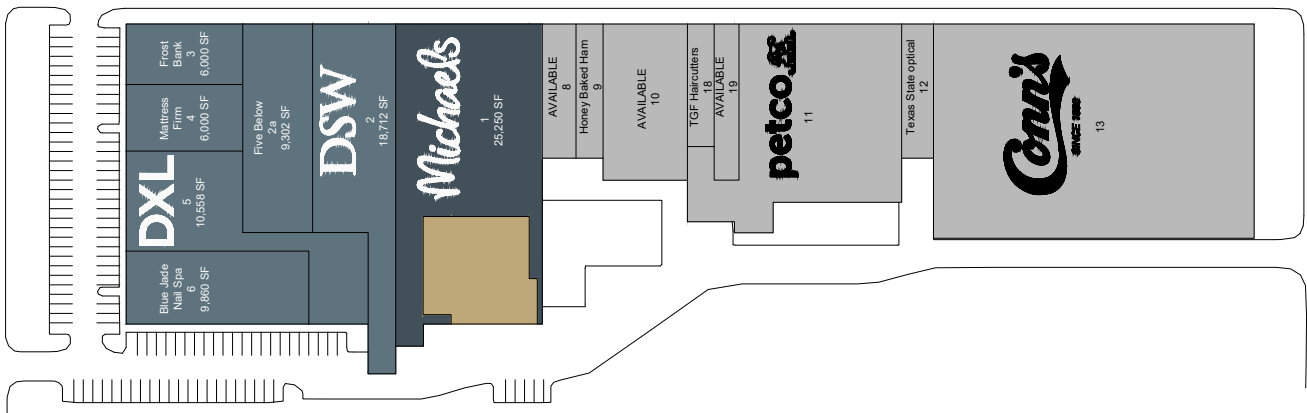 Frost
Bank
3
6,000 SF
Mattress
Firm
4
6,000 SF
DXL
5
10,558 SF
Blue Jade
Nail Spa
6
9,860 SF
Five Below
2a
9,302 SF
DSW
2
18,712 SF
Michaels
1
25,250 SF
AVAILABLE
8
Honey Baked Ham
9
AVAILABLE
10
TGF Haircutters
18
AVAILABLE
19
petco
11
Texas State optical
12
Conn's
13